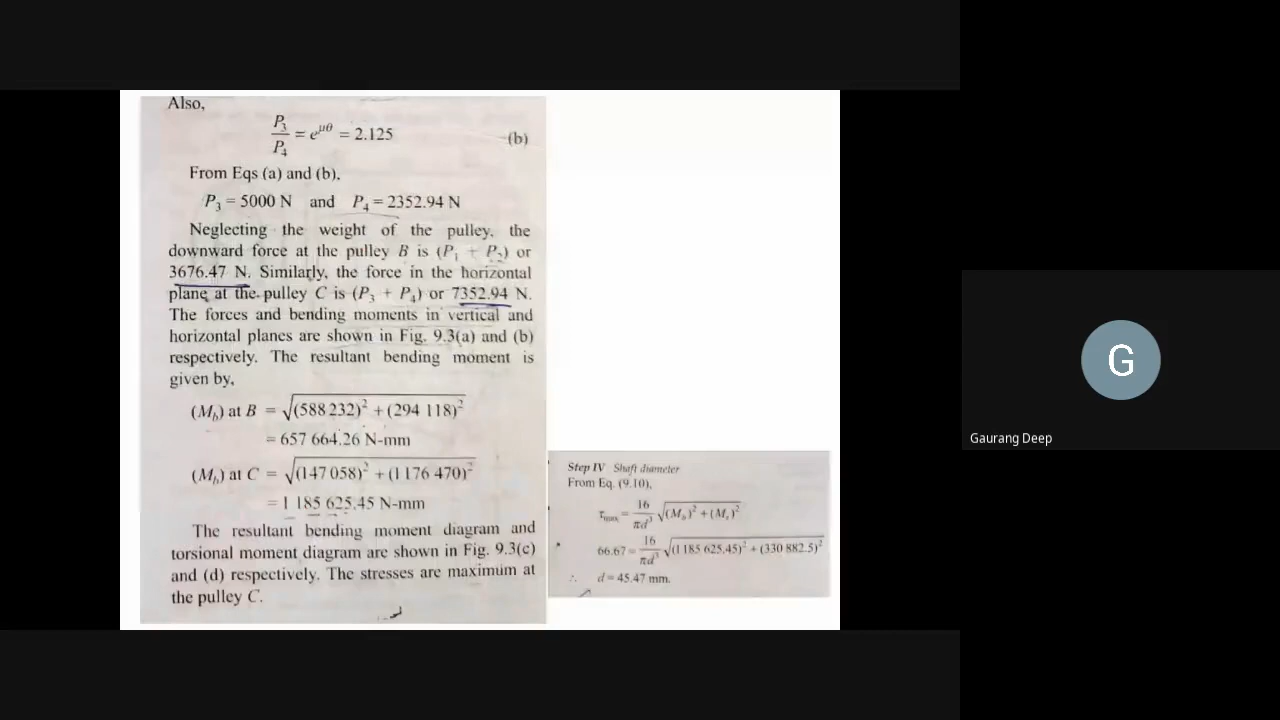 Also,
P₃/P₄ = e^μθ = 2.125 (b)
From Eqs (a) and (b),
P₃ = 5000 N and P₄ = 2352.94 N
Neglecting the weight of the pulley, the
downward force at the pulley B is (P₁ + P₂) or
3676.47 N. Similarly, the force in the horizontal
plane at the pulley C is (P₃ + P₄) or 7352.94 N.
The forces and bending moments in vertical and
horizontal planes are shown in Fig. 9.3(a) and (b)
respectively. The resultant bending moment is
given by,
(M_b) at B = √((588 232)² + (294 118)²)
= 657 664.26 N-mm
(M_b) at C = √((147 058)² + (1 176 470)²)
= 1 185 625.45 N-mm
The resultant bending moment diagram and
torsional moment diagram are shown in Fig. 9.3(c)
and (d) respectively. The stresses are maximum at
the pulley C.
Step IV Shaft diameter
From Eq. (9.10),
τ_max = 16/πd³ √((M_b)² + (M_t)²)
66.67 = 16/πd³ √((1 185 625.45)² + (330 882.5)²)
∴ d = 45.47 mm.
G
Gaurang Deep